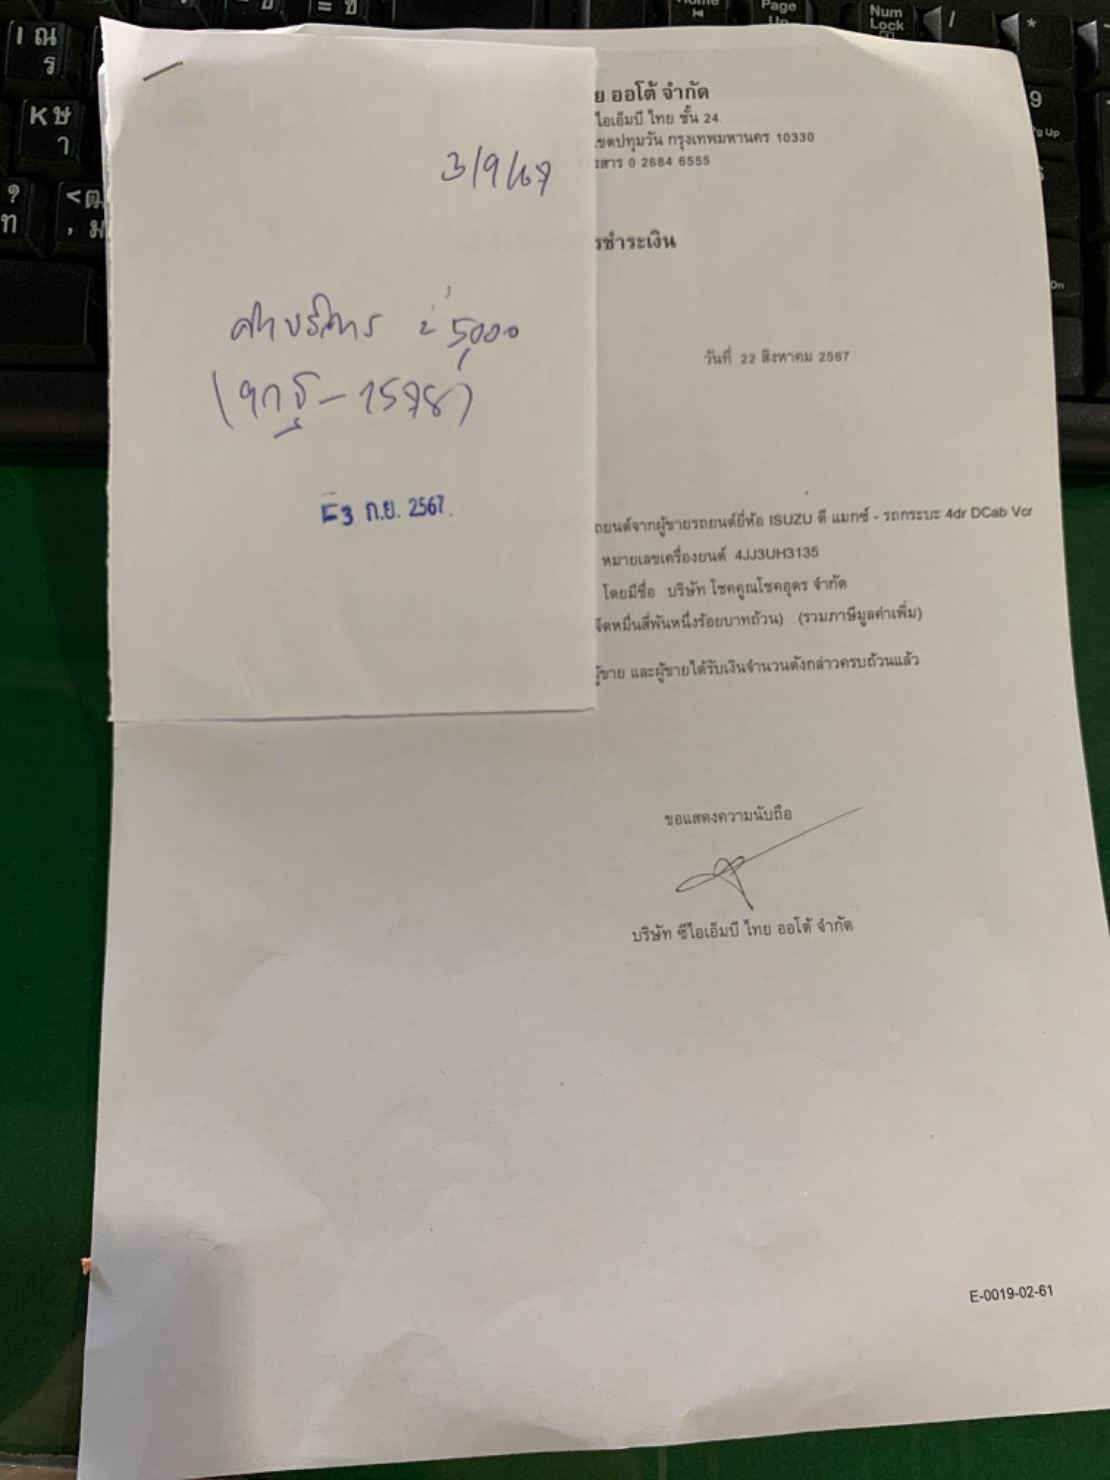 3/9/67
ค่าบริการ 5,000
- 1578)
3 ก.ย. 2567
ย ออโต้ จำกัด
ไอเอ็มบี ไทย ชั้น 24.
เขตปทุมวัน กรุงเทพมหานคร 10330
รสาร 0 2684 6555
รชำระเงิน
วันที่ 22 สิงหาคม 2567
ถยนต์จากผู้ขายรถยนต์ยี่ห้อ ISUZU ดี แมกซ์ - รถกระบะ 4dr DCab Vcr
หมายเลขเครื่องยนต์ 4JJ3UH3135
โดยมีชื่อ บริษัท โชคคูณโชคอุดร จำกัด
จ็ดหมื่นสี่พันหนึ่งร้อยบาทถ้วน) (รวมภาษีมูลค่าเพิ่ม)
ผู้ขาย และผู้ขายได้รับเงินจำนวนดังกล่าวครบถ้วนแล้ว
ขอแสดงความนับถือ
บริษัท ซีไอเอ็มบี ไทย ออโต้ จำกัด
E-0019-02-61
Page
Num
Lock
/
*
9
K ษ
า
ณ
ร
ท